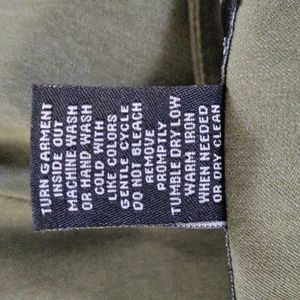 TURN GARMENT
INSIDE OUT
MACHINE WASH
OR HAND WASH
COLD WITH
LIKE COLORS
GENTLE CYCLE
DO NOT BLEACH
REMOVE
PROMPTLY
TUMBLE DRY LOW
WARM IRON
WHEN NEEDED
OR DRY CLEAN